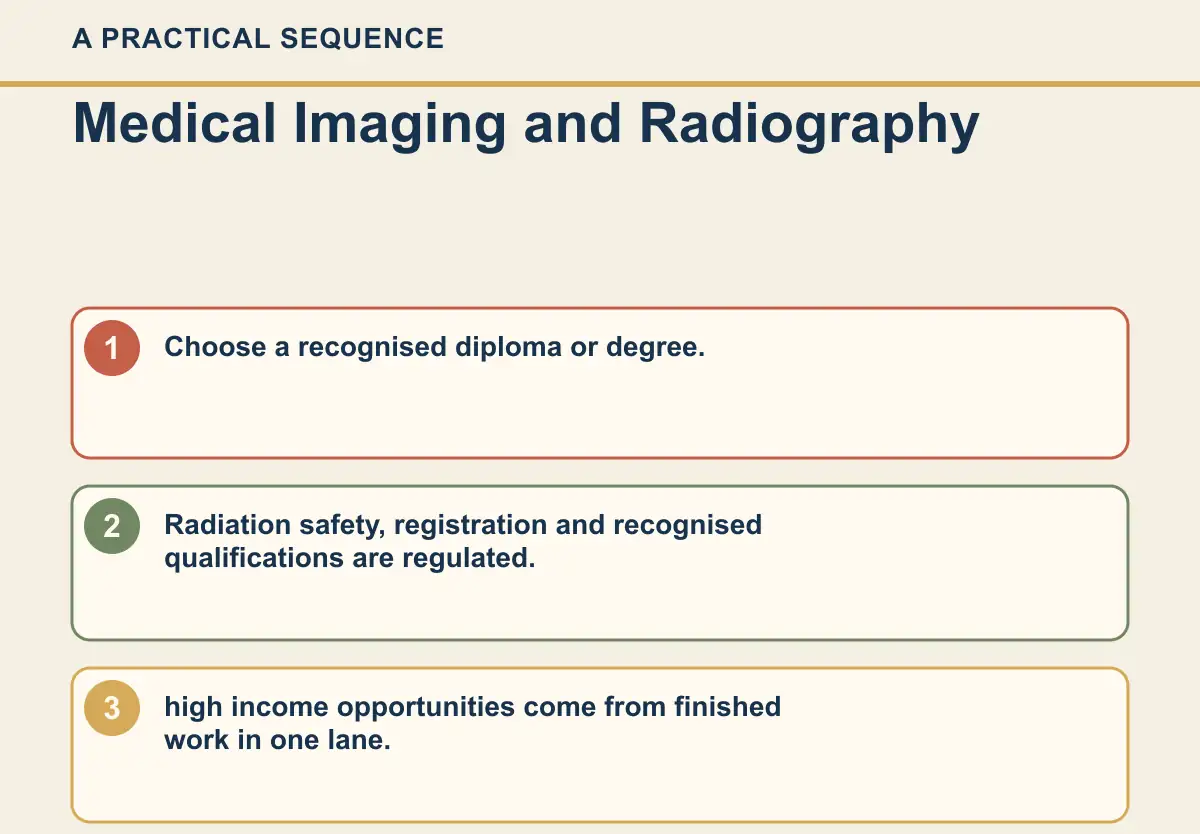 A PRACTICAL SEQUENCE
Medical Imaging and Radiography
1
Choose a recognised diploma or degree.
2
Radiation safety, registration and recognised
qualifications are regulated.
3
high income opportunities come from finished
work in one lane.